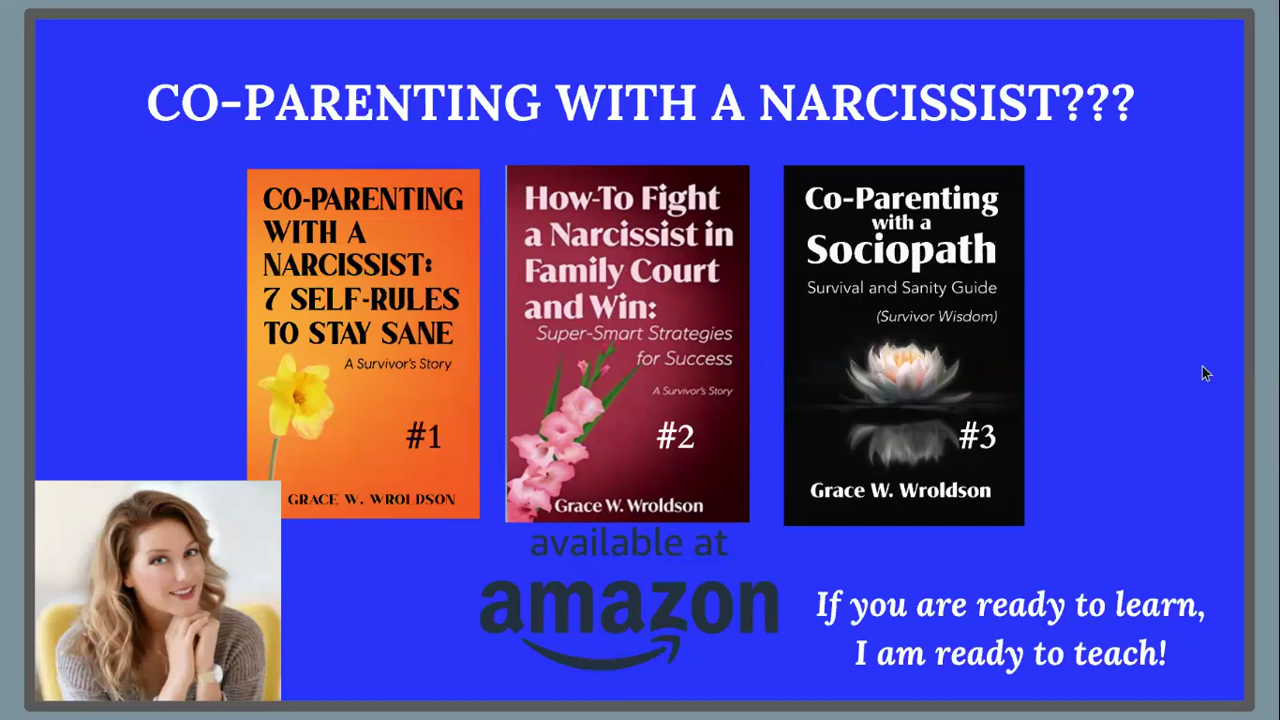 CO-PARENTING WITH A NARCISSIST???
CO-PARENTING
WITH A
NARCISSIST:
7 SELF-RULES
TO STAY SANE
A Survivor's Story
#1
GRACE W. WROLDSON
How-To Fight
a Narcissist in
Family Court
and Win:
Super-Smart Strategies
for Success
A Survivor's Story
#2
Grace W. Wroldson
Co-Parenting
with a
Sociopath
Survival and Sanity Guide
(Survivor Wisdom)
#3
Grace W. Wroldson
available at
amazon
If you are ready to learn,
I am ready to teach!